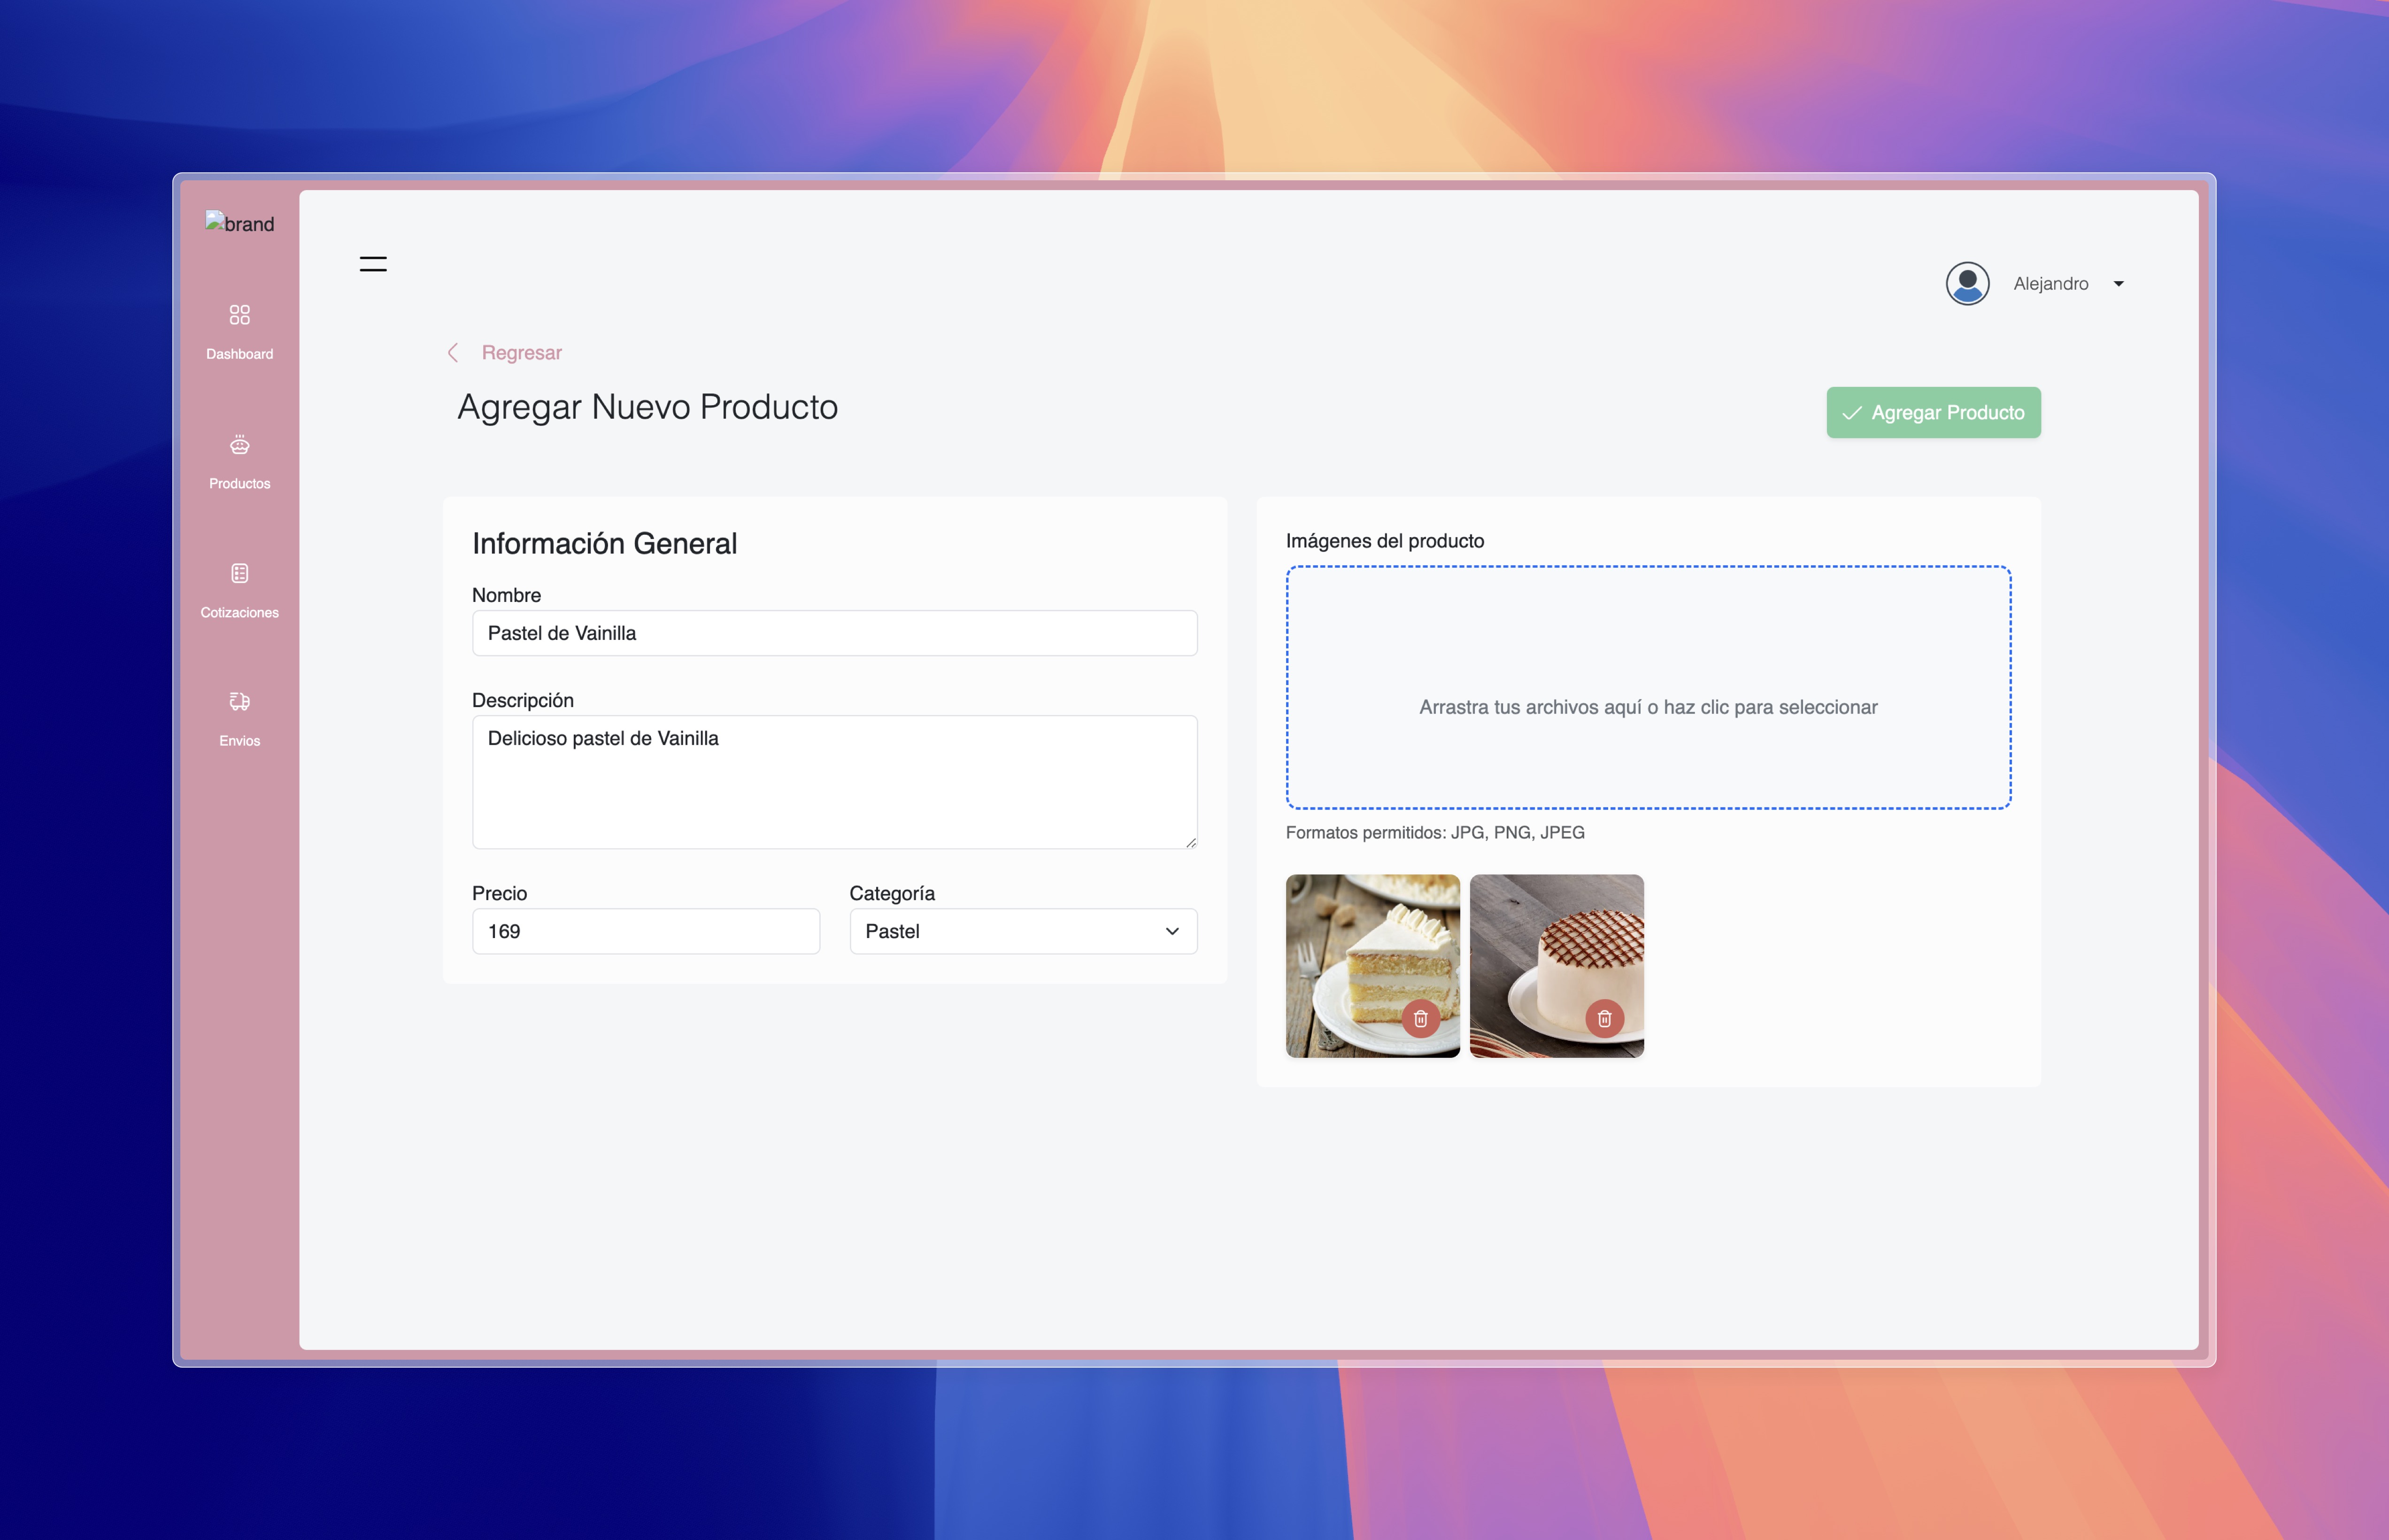 brand
Alejandro
Dashboard
Regresar
Agregar Nuevo Producto
Agregar Producto
Productos
Información General
Nombre
Pastel de Vainilla
Descripción
Delicioso pastel de Vainilla
Precio
Categoría
169
Pastel
Imágenes del producto
Arrastra tus archivos aquí o haz clic para seleccionar
Formatos permitidos: JPG, PNG, JPEG
Cotizaciones
Envios